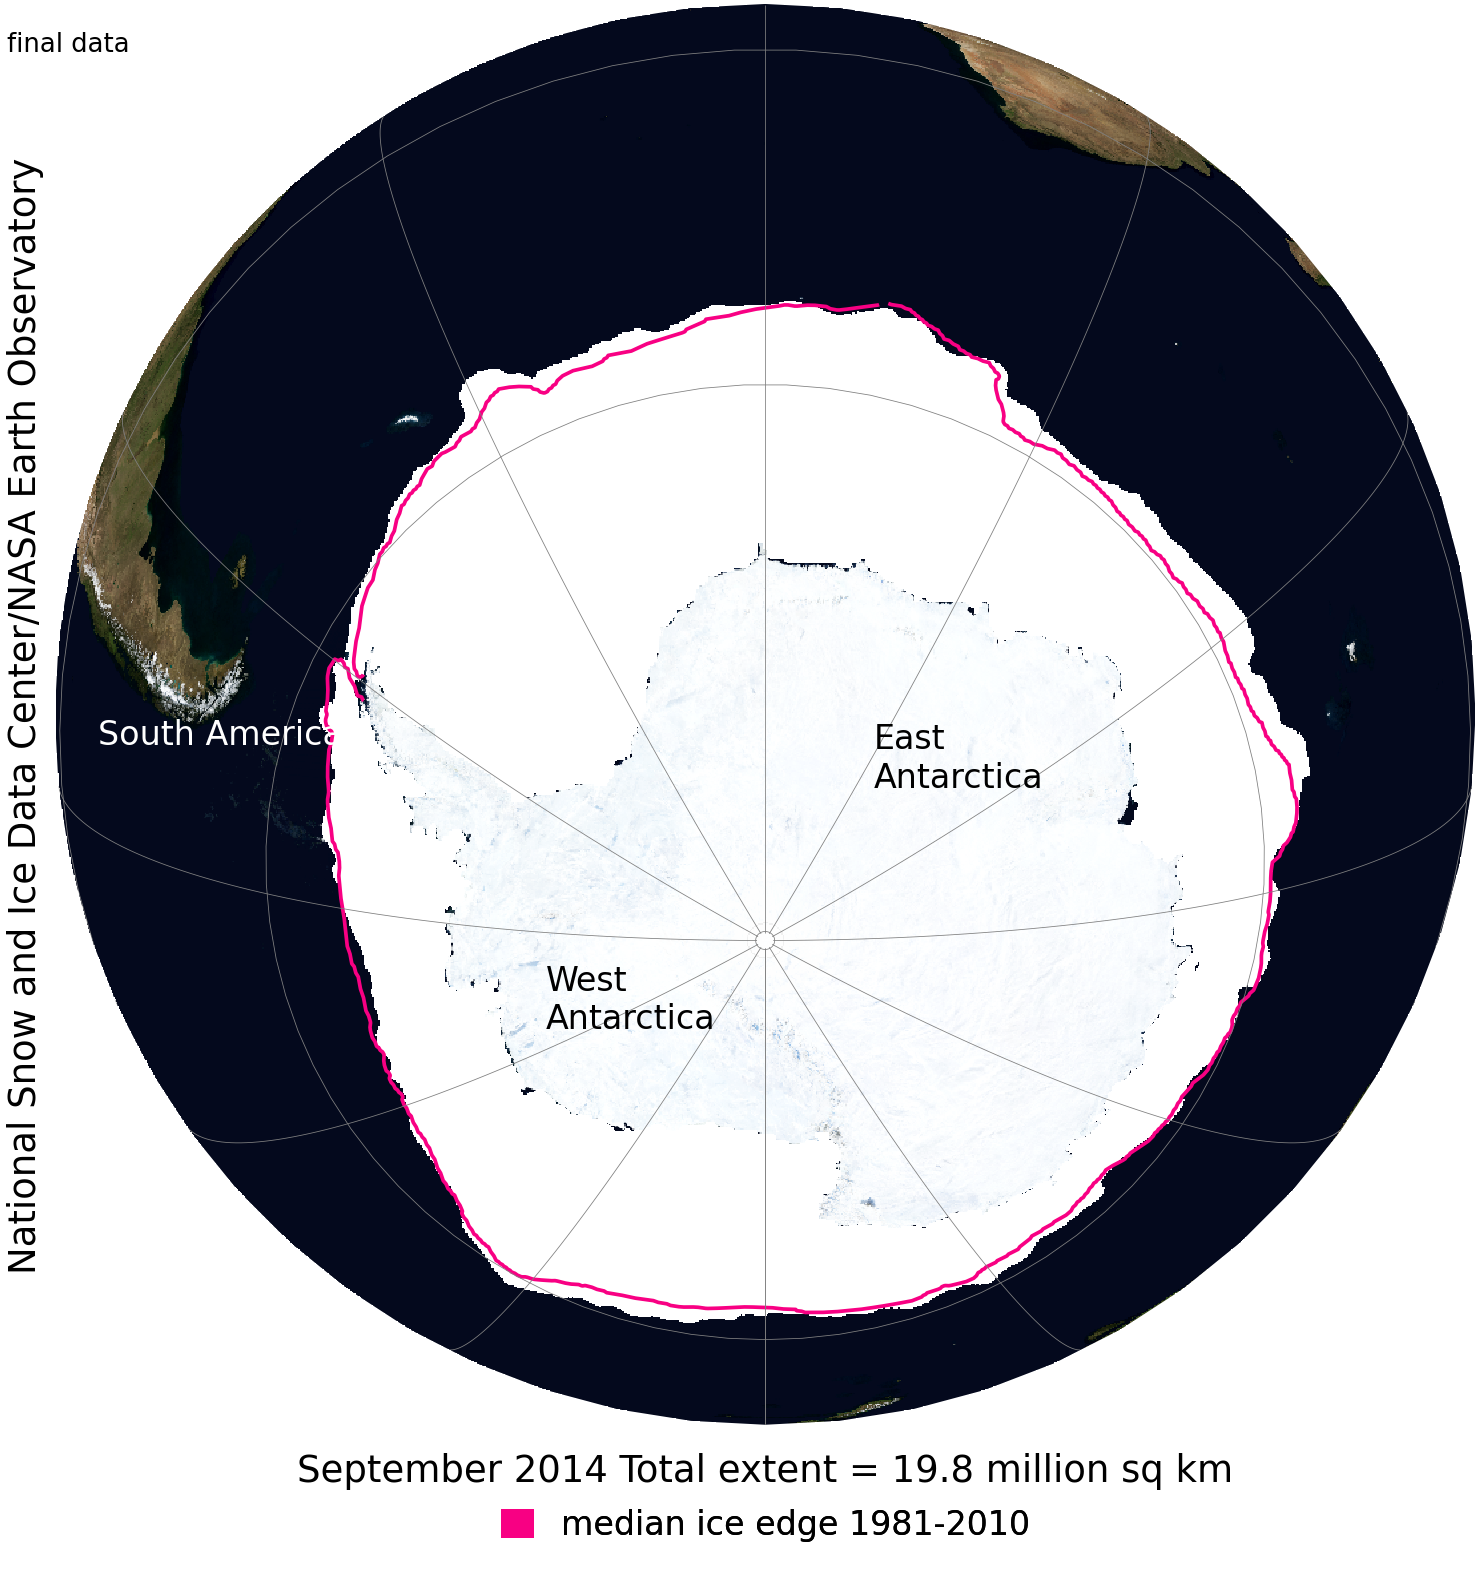 final data
National Snow and Ice Data Center/NASA Earth Observatory
South America
East
Antarctica
West
Antarctica
September 2014 Total extent = 19.8 million sq km
median ice edge 1981-2010